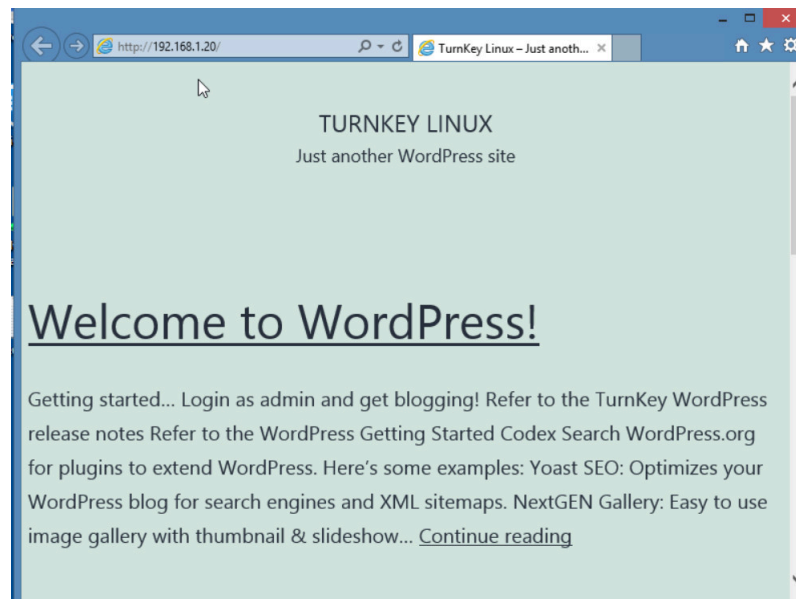 http://192.168.1.20/
TurnKey Linux – Just anoth...
TURNKEY LINUX
Just another WordPress site
Welcome to WordPress!
Getting started… Login as admin and get blogging! Refer to the TurnKey WordPress
release notes Refer to the WordPress Getting Started Codex Search WordPress.org
for plugins to extend WordPress. Here’s some examples: Yoast SEO: Optimizes your
WordPress blog for search engines and XML sitemaps. NextGEN Gallery: Easy to use
image gallery with thumbnail & slideshow… Continue reading